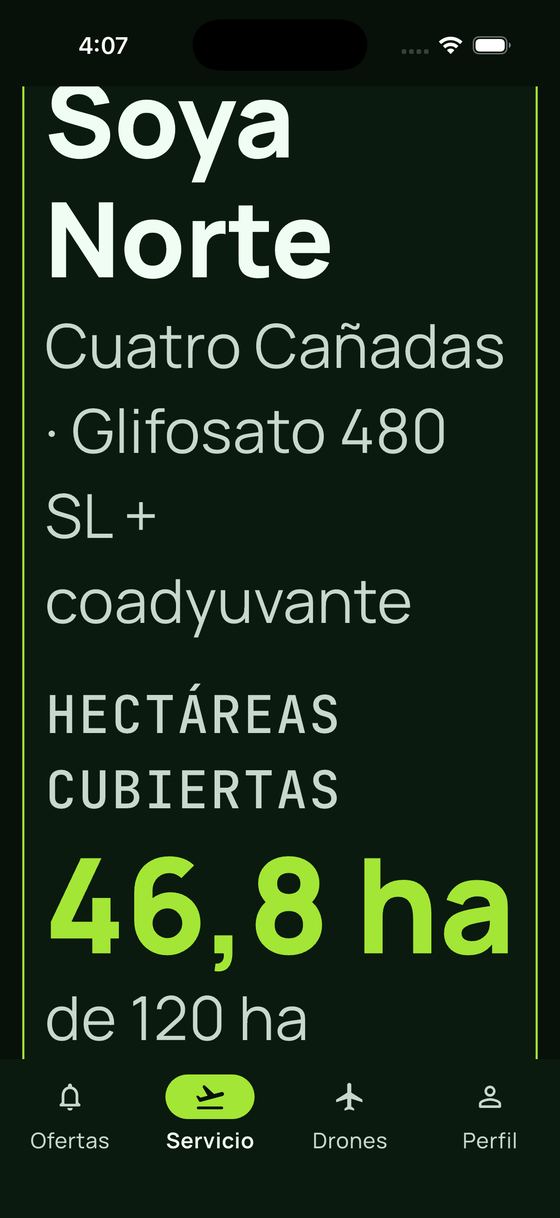 4:07
Soya
Norte
Cuatro Cañadas
· Glifosato 480
SL +
coadyuvante
HECTÁREAS
CUBIERTAS
46,8 ha
de 120 ha
Ofertas
Servicio
Drones
Perfil